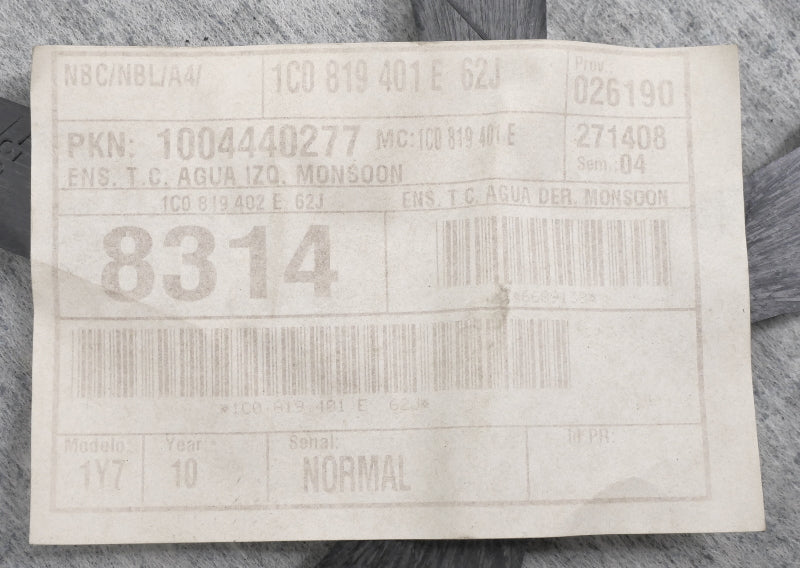 NBC/NBL/A4/ 1C0 819 401 E 62J Prov
026190
PKN: 1004440277 MC:1C0 819 401 E 271408
Sem.:04
ENS. T.C. AGUA IZQ. MONSOON
1C0 819 402 E 62J ENS. T.C. AGUA DER. MONSOON
8314
*1C0 819 401 E 62J*
Modelo: Year Serial: M PR:
1Y7 10 NORMAL